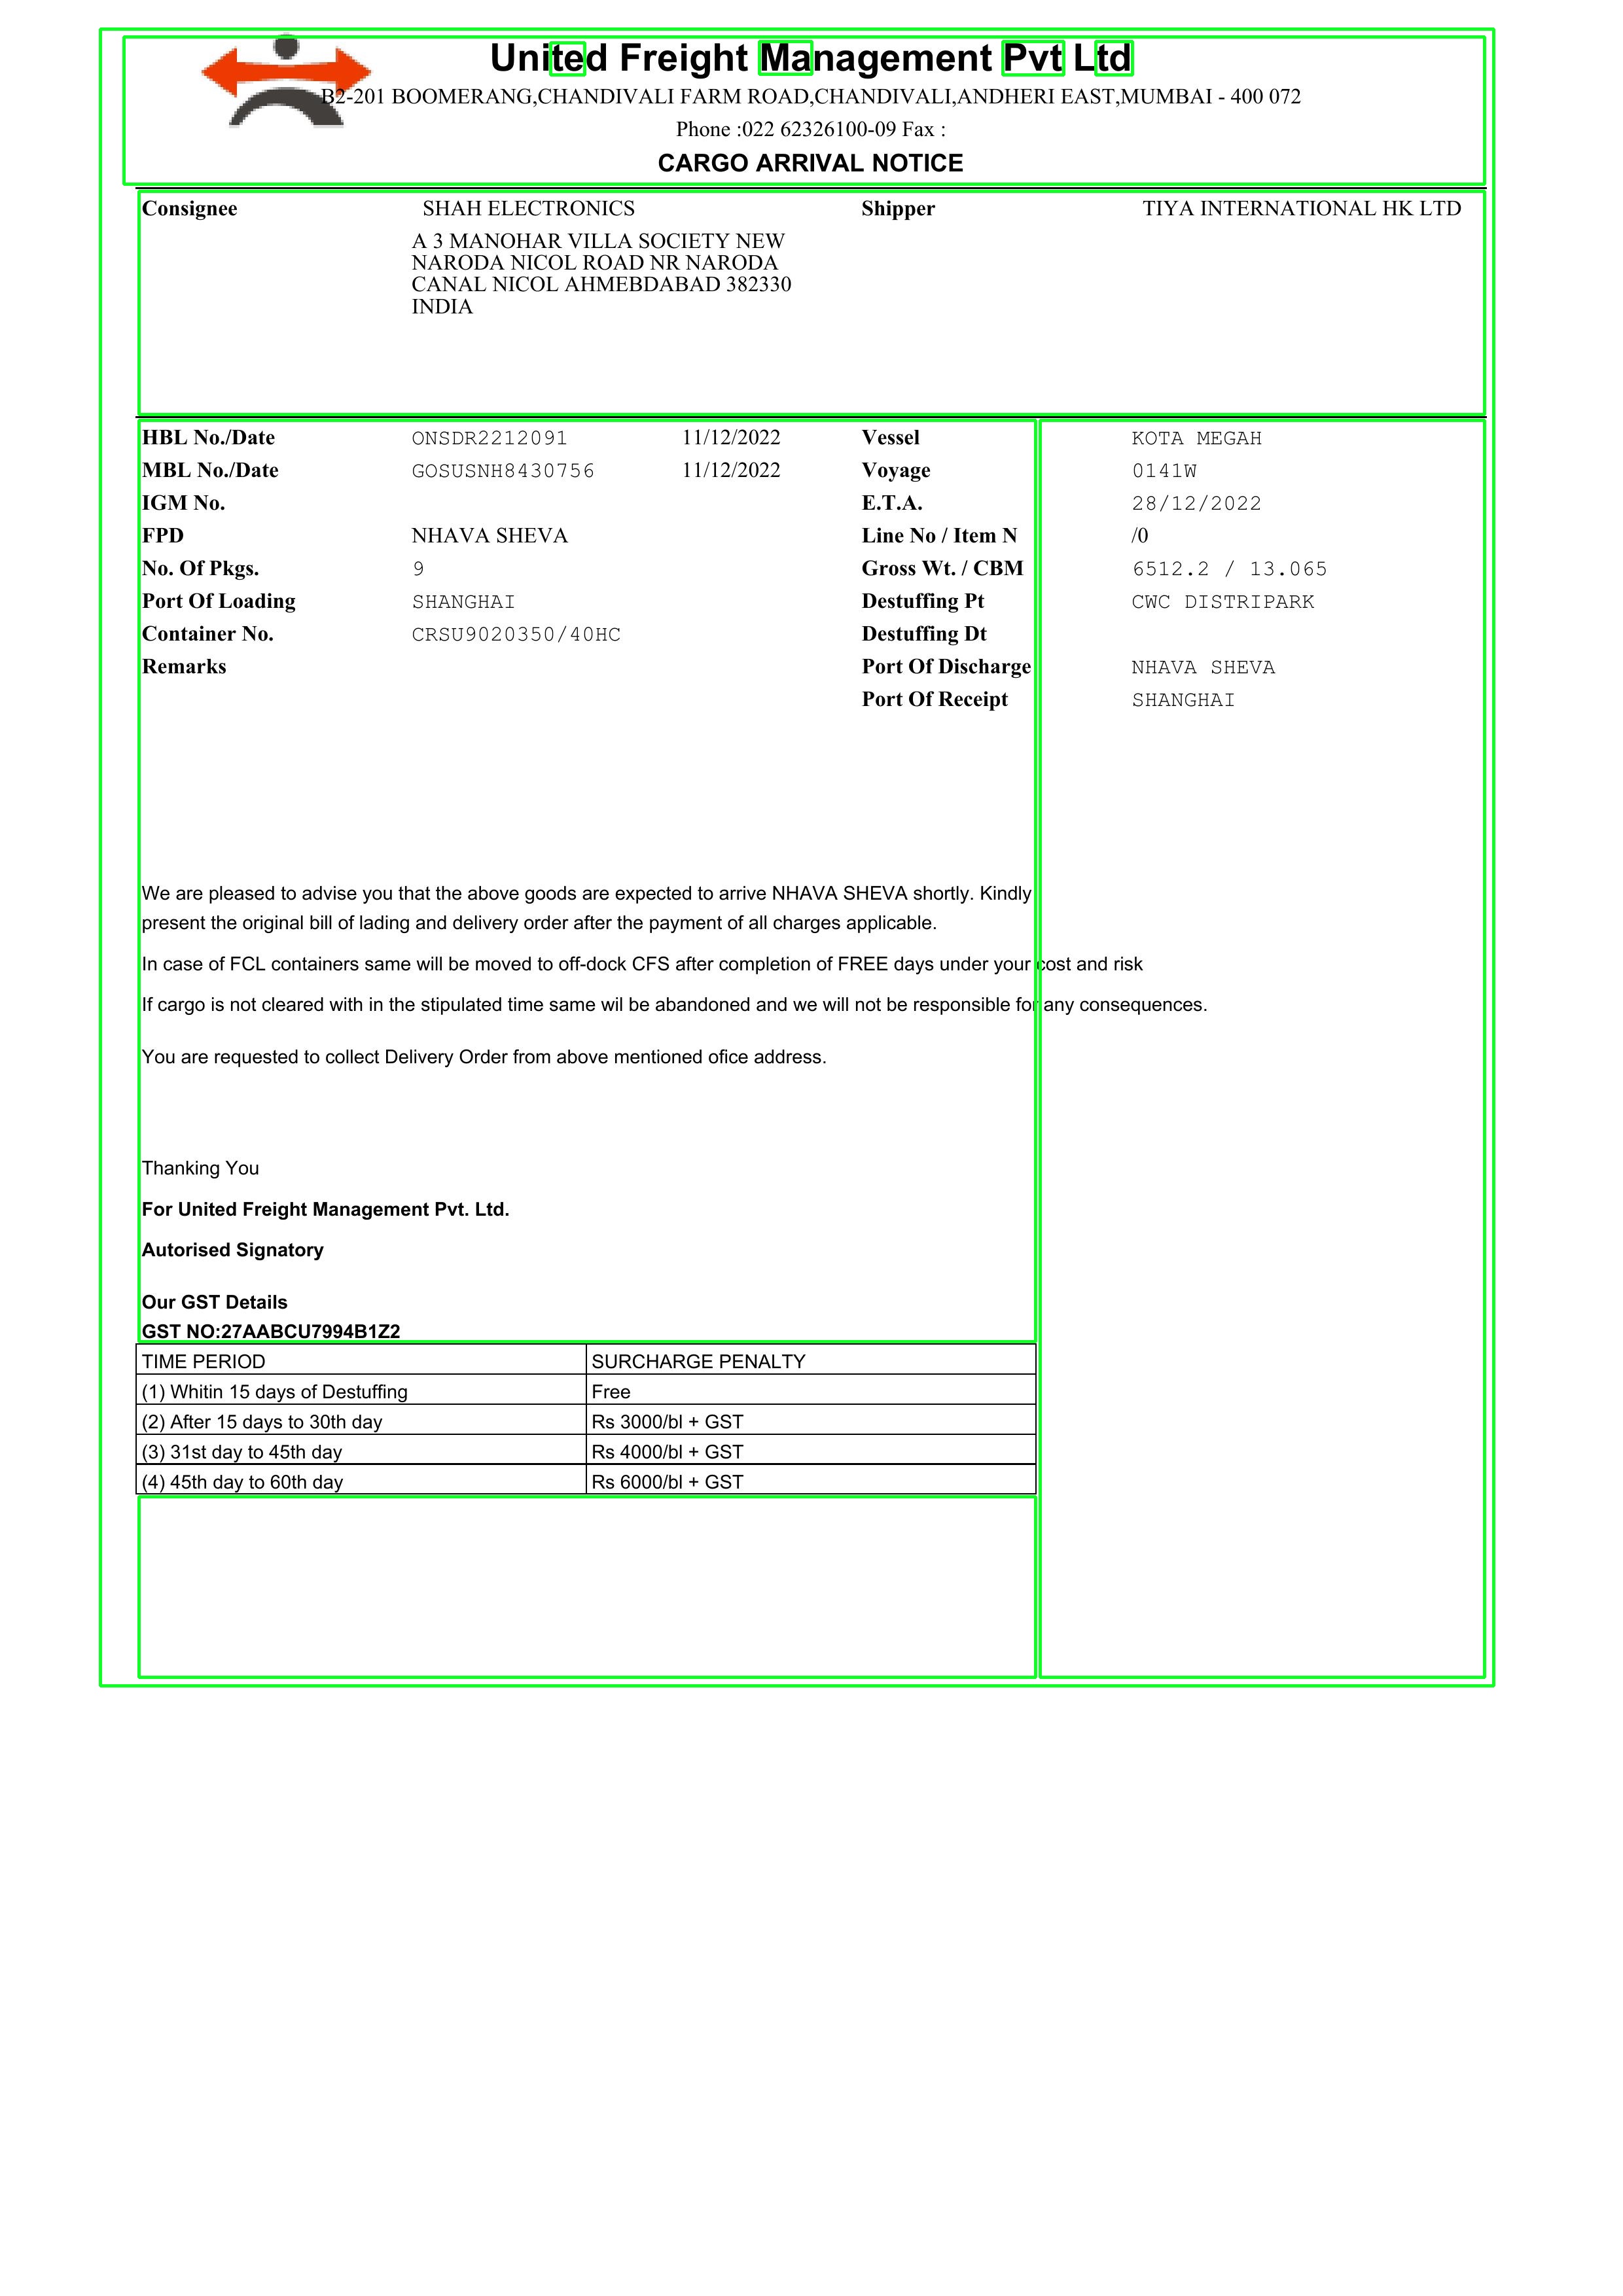 United Freight Management Pvt Ltd
B2-201 BOOMERANG,CHANDIVALI FARM ROAD,CHANDIVALI,ANDHERI EAST,MUMBAI - 400 072
Phone :022 62326100-09 Fax :
CARGO ARRIVAL NOTICE
Consignee SHAH ELECTRONICS Shipper TIYA INTERNATIONAL HK LTD
A 3 MANOHAR VILLA SOCIETY NEW
NARODA NICOL ROAD NR NARODA
CANAL NICOL AHMEBDABAD 382330
INDIA
HBL No./Date ONSDR2212091 11/12/2022 Vessel KOTA MEGAH
MBL No./Date GOSUSNH8430756 11/12/2022 Voyage 0141W
IGM No. E.T.A. 28/12/2022
FPD NHAVA SHEVA Line No / Item N /0
No. Of Pkgs. 9 Gross Wt. / CBM 6512.2 / 13.065
Port Of Loading SHANGHAI Destuffing Pt CWC DISTRIPARK
Container No. CRSU9020350/40HC Destuffing Dt
Remarks Port Of Discharge NHAVA SHEVA
Port Of Receipt SHANGHAI
We are pleased to advise you that the above goods are expected to arrive NHAVA SHEVA shortly. Kindly
present the original bill of lading and delivery order after the payment of all charges applicable.
In case of FCL containers same will be moved to off-dock CFS after completion of FREE days under your cost and risk
If cargo is not cleared with in the stipulated time same wil be abandoned and we will not be responsible for any consequences.
You are requested to collect Delivery Order from above mentioned ofice address.
Thanking You
For United Freight Management Pvt. Ltd.
Autorised Signatory
Our GST Details
GST NO:27AABCU7994B1Z2
TIME PERIOD SURCHARGE PENALTY
(1) Whitin 15 days of Destuffing Free
(2) After 15 days to 30th day Rs 3000/bl + GST
(3) 31st day to 45th day Rs 4000/bl + GST
(4) 45th day to 60th day Rs 6000/bl + GST